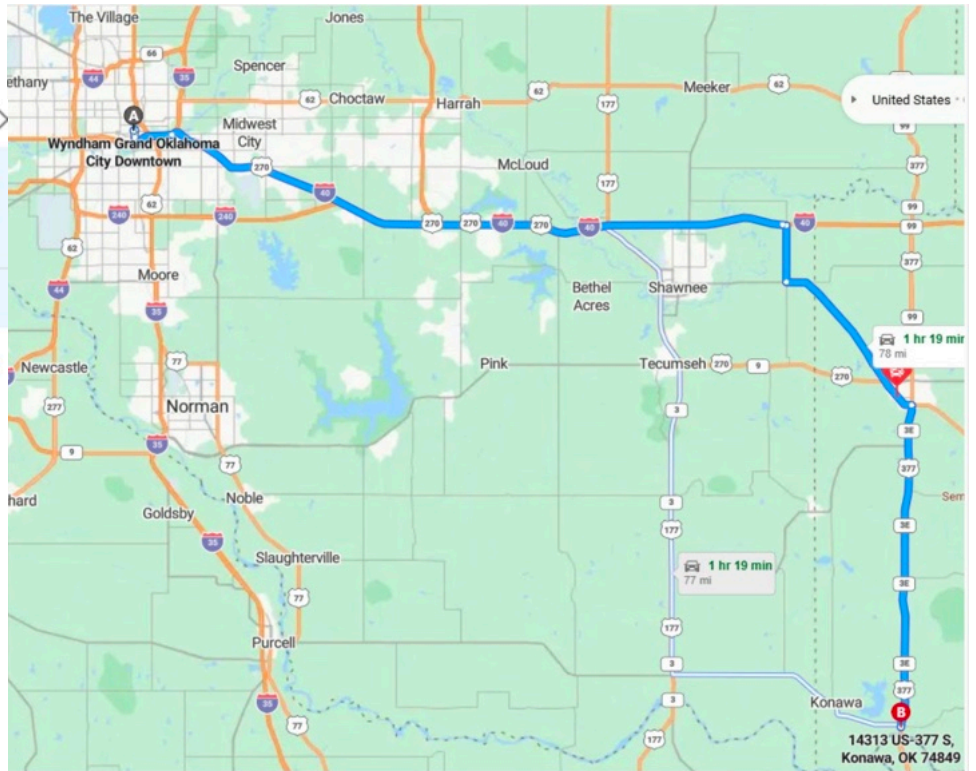 The Village
Jones
66
44
35
Spencer
ethany
62
Choctaw
Harrah
62
Meeker
62
United States
99
177
A
Midwest
City
Wyndham Grand Oklahoma
City Downtown
McLoud
270
377
177
40
62
99
240
240
270
270
40
270
40
40
99
62
377
Moore
44
35
Bethel
Acres
Shawnee
99
1 hr 19 min
78 mi
Newcastle
77
Pink
Tecumseh
270
9
270
277
Norman
3
3E
35
9
77
377
hard
Noble
3
Sem
Goldsby
177
3E
35
Slaughterville
1 hr 19 min
77 mi
3E
77
177
Purcell
3
3E
377
35
3
Konawa
B
77
177
14313 US-377 S,
Konawa, OK 74849